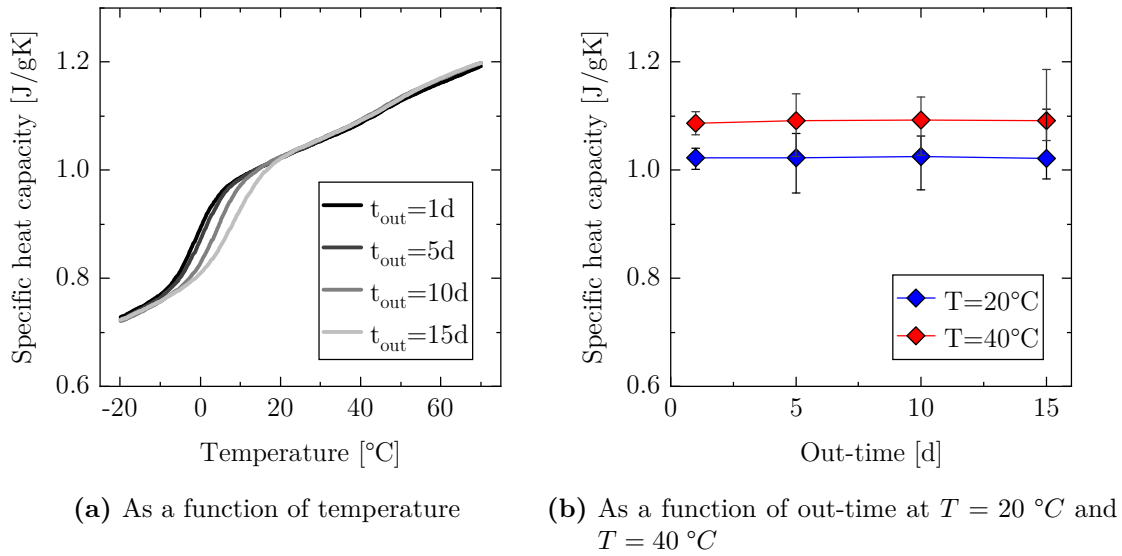 Specific heat capacity [J/gK]
1.2
1.0
0.8
0.6
t_out=1d
t_out=5d
t_out=10d
t_out=15d
-20 0 20 40 60
Temperature [°C]
(a) As a function of temperature
Specific heat capacity [J/gK]
1.2
1.0
0.8
0.6
T=20°C
T=40°C
0 5 10 15
Out-time [d]
(b) As a function of out-time at T = 20 °C and
T = 40 °C